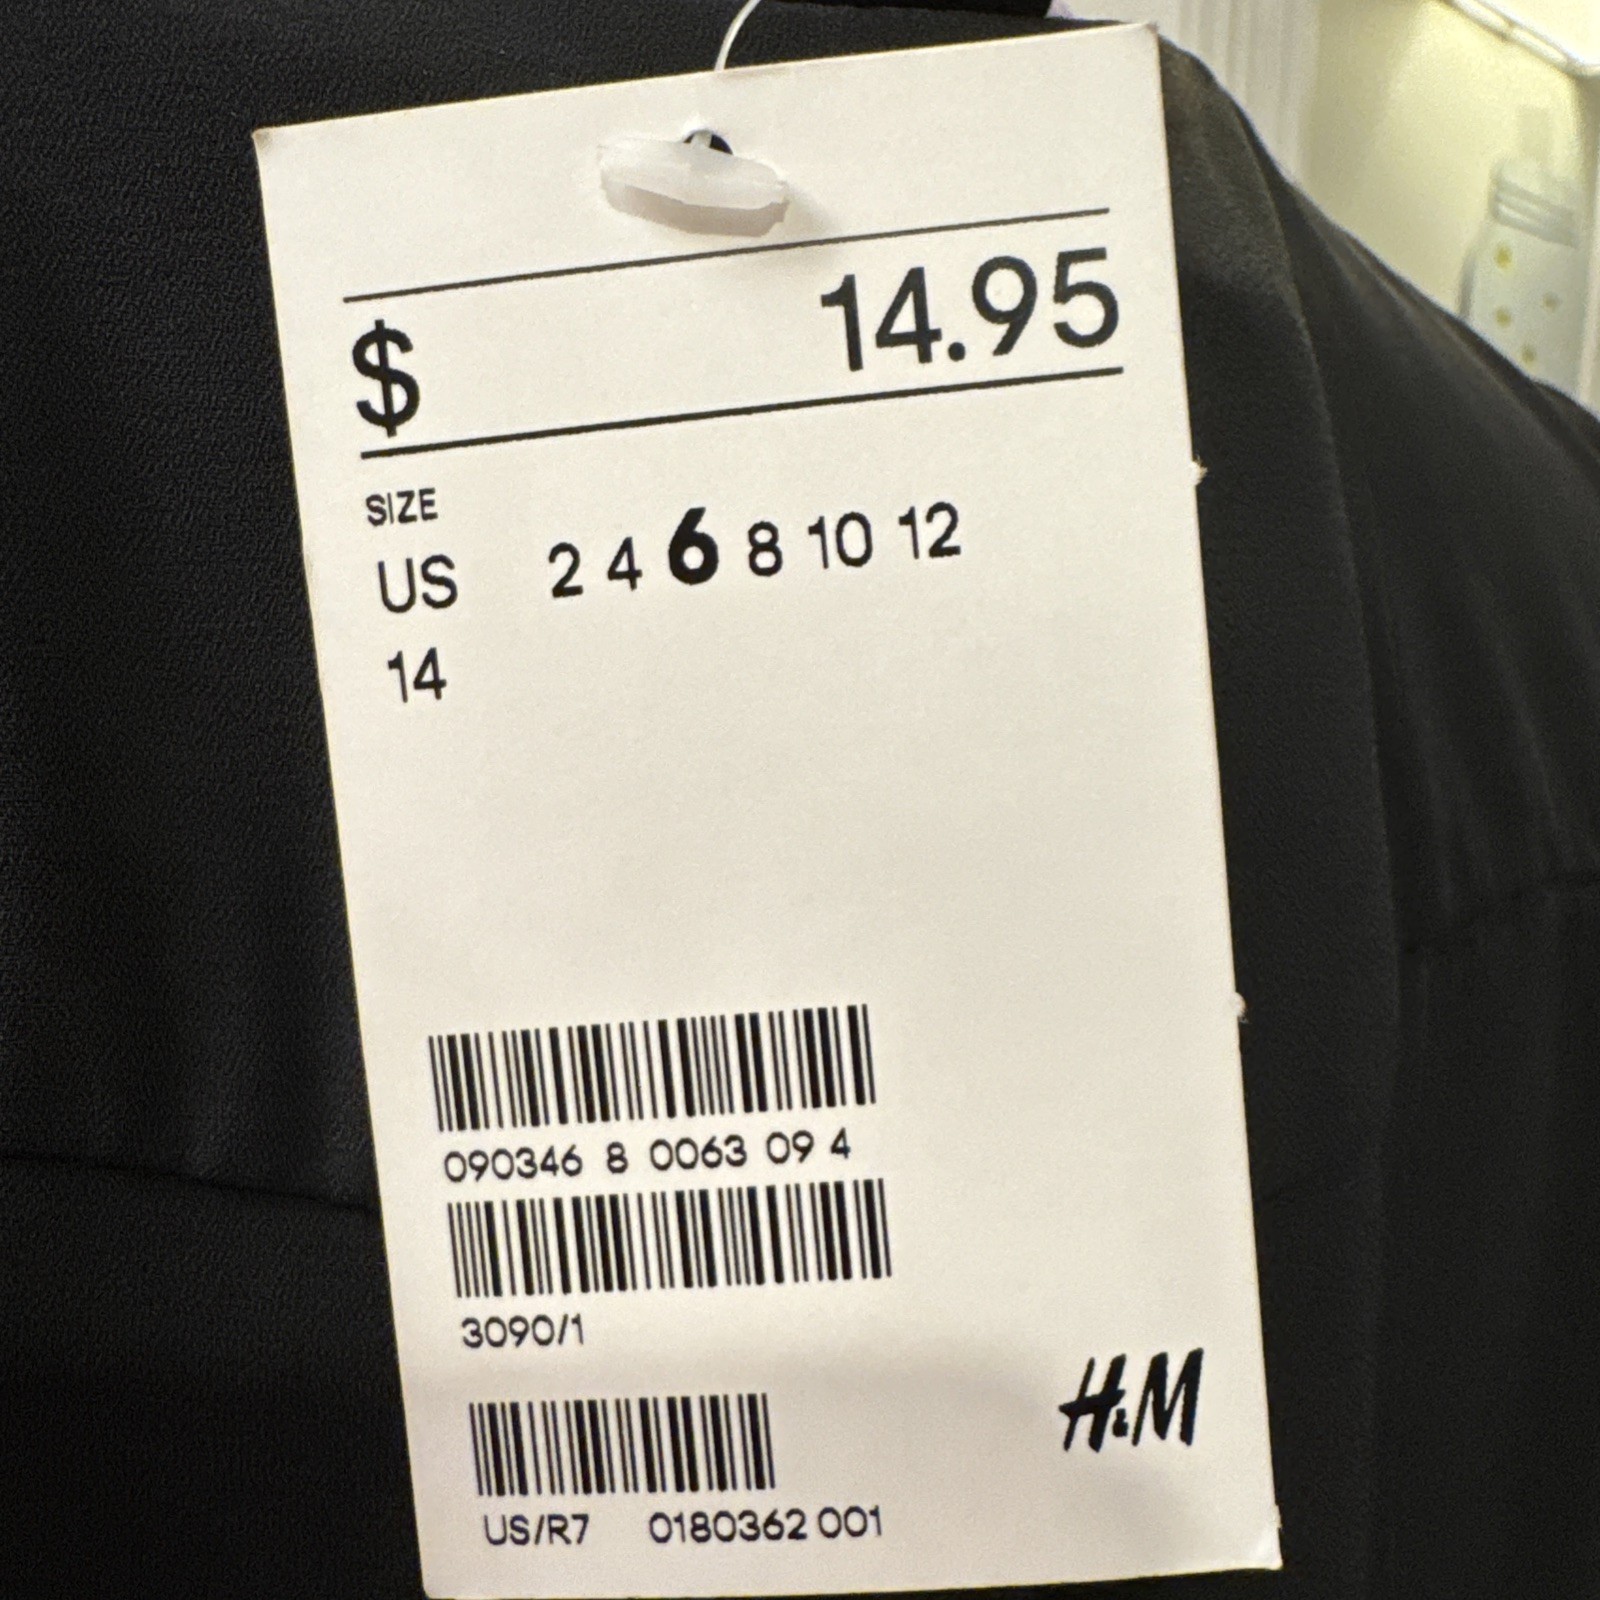 $ 14.95
SIZE
US 2 4 6 8 10 12
14
090346 8 0063 09 4
3090/1
H&M
US/R7 0180362 001